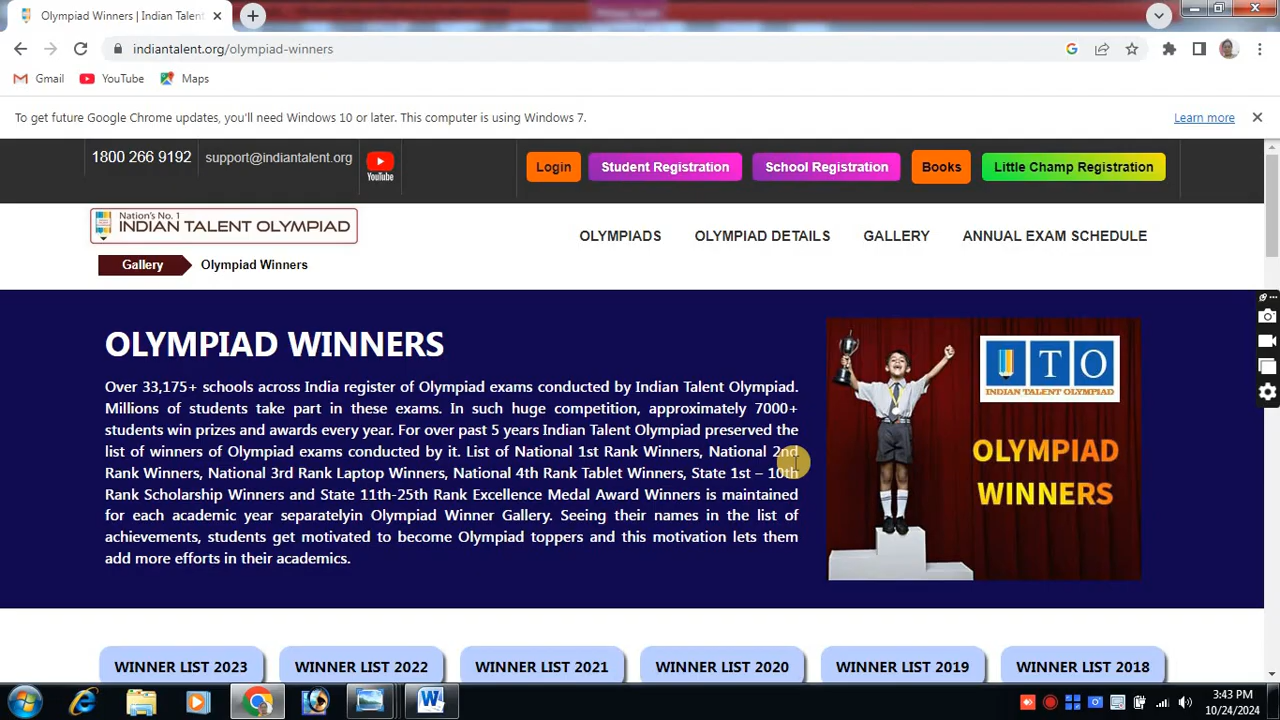 Olympiad Winners | Indian Talent
indiantalent.org/olympiad-winners
Gmail YouTube Maps
To get future Google Chrome updates, you'll need Windows 10 or later. This computer is using Windows 7. Learn more
1800 266 9192 support@indiantalent.org YouTube Login Student Registration School Registration Books Little Champ Registration
Nation's No. 1
INDIAN TALENT OLYMPIAD
OLYMPIADS OLYMPIAD DETAILS GALLERY ANNUAL EXAM SCHEDULE
Gallery Olympiad Winners
OLYMPIAD WINNERS
Over 33,175+ schools across India register of Olympiad exams conducted by Indian Talent Olympiad.
Millions of students take part in these exams. In such huge competition, approximately 7000+
students win prizes and awards every year. For over past 5 years Indian Talent Olympiad preserved the
list of winners of Olympiad exams conducted by it. List of National 1st Rank Winners, National 2nd
Rank Winners, National 3rd Rank Laptop Winners, National 4th Rank Tablet Winners, State 1st – 10th
Rank Scholarship Winners and State 11th-25th Rank Excellence Medal Award Winners is maintained
for each academic year separatelyin Olympiad Winner Gallery. Seeing their names in the list of
achievements, students get motivated to become Olympiad toppers and this motivation lets them
add more efforts in their academics.
ITO
INDIAN TALENT OLYMPIAD
OLYMPIAD
WINNERS
WINNER LIST 2023 WINNER LIST 2022 WINNER LIST 2021 WINNER LIST 2020 WINNER LIST 2019 WINNER LIST 2018
3:43 PM
10/24/2024